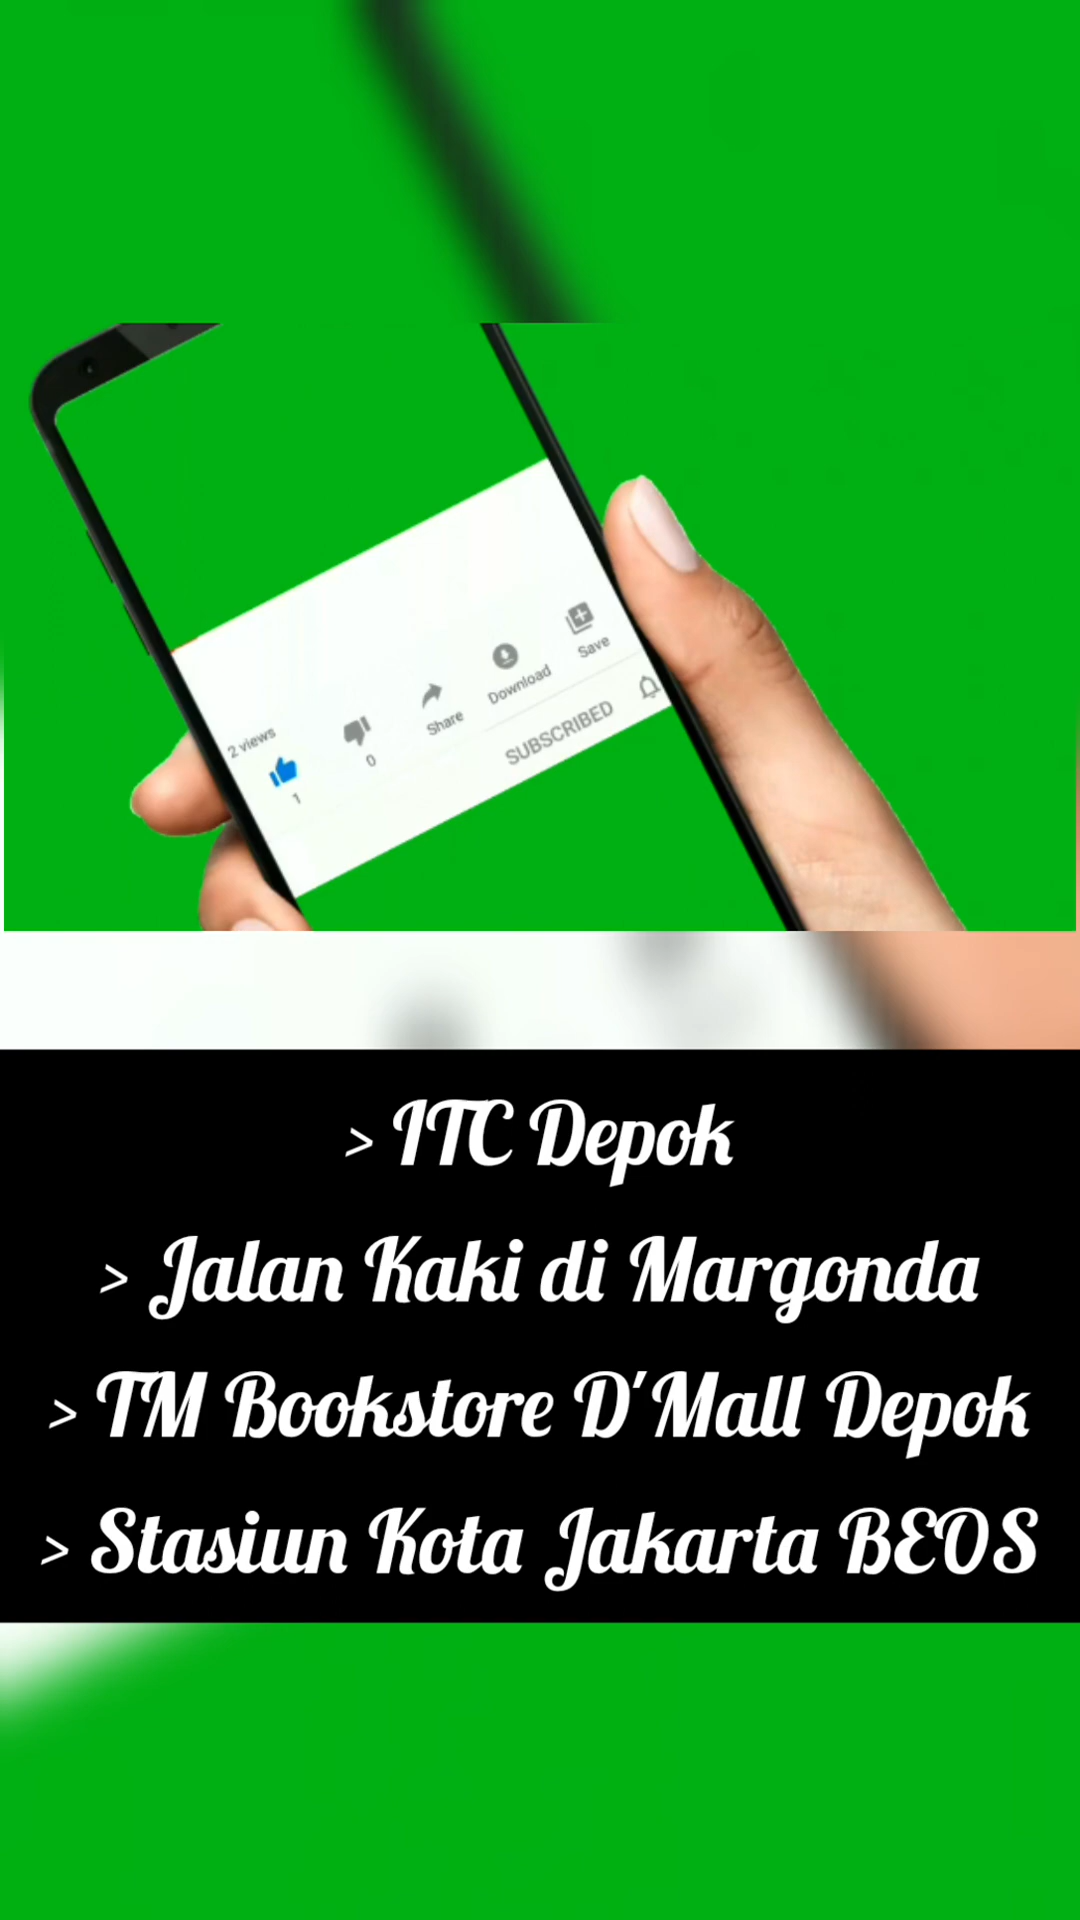 2 views
1
0
Share
Download
Save
SUBSCRIBED
> ITC Depok
> Jalan Kaki di Margonda
> TM Bookstore D'Mall Depok
> Stasiun Kota Jakarta BEOS